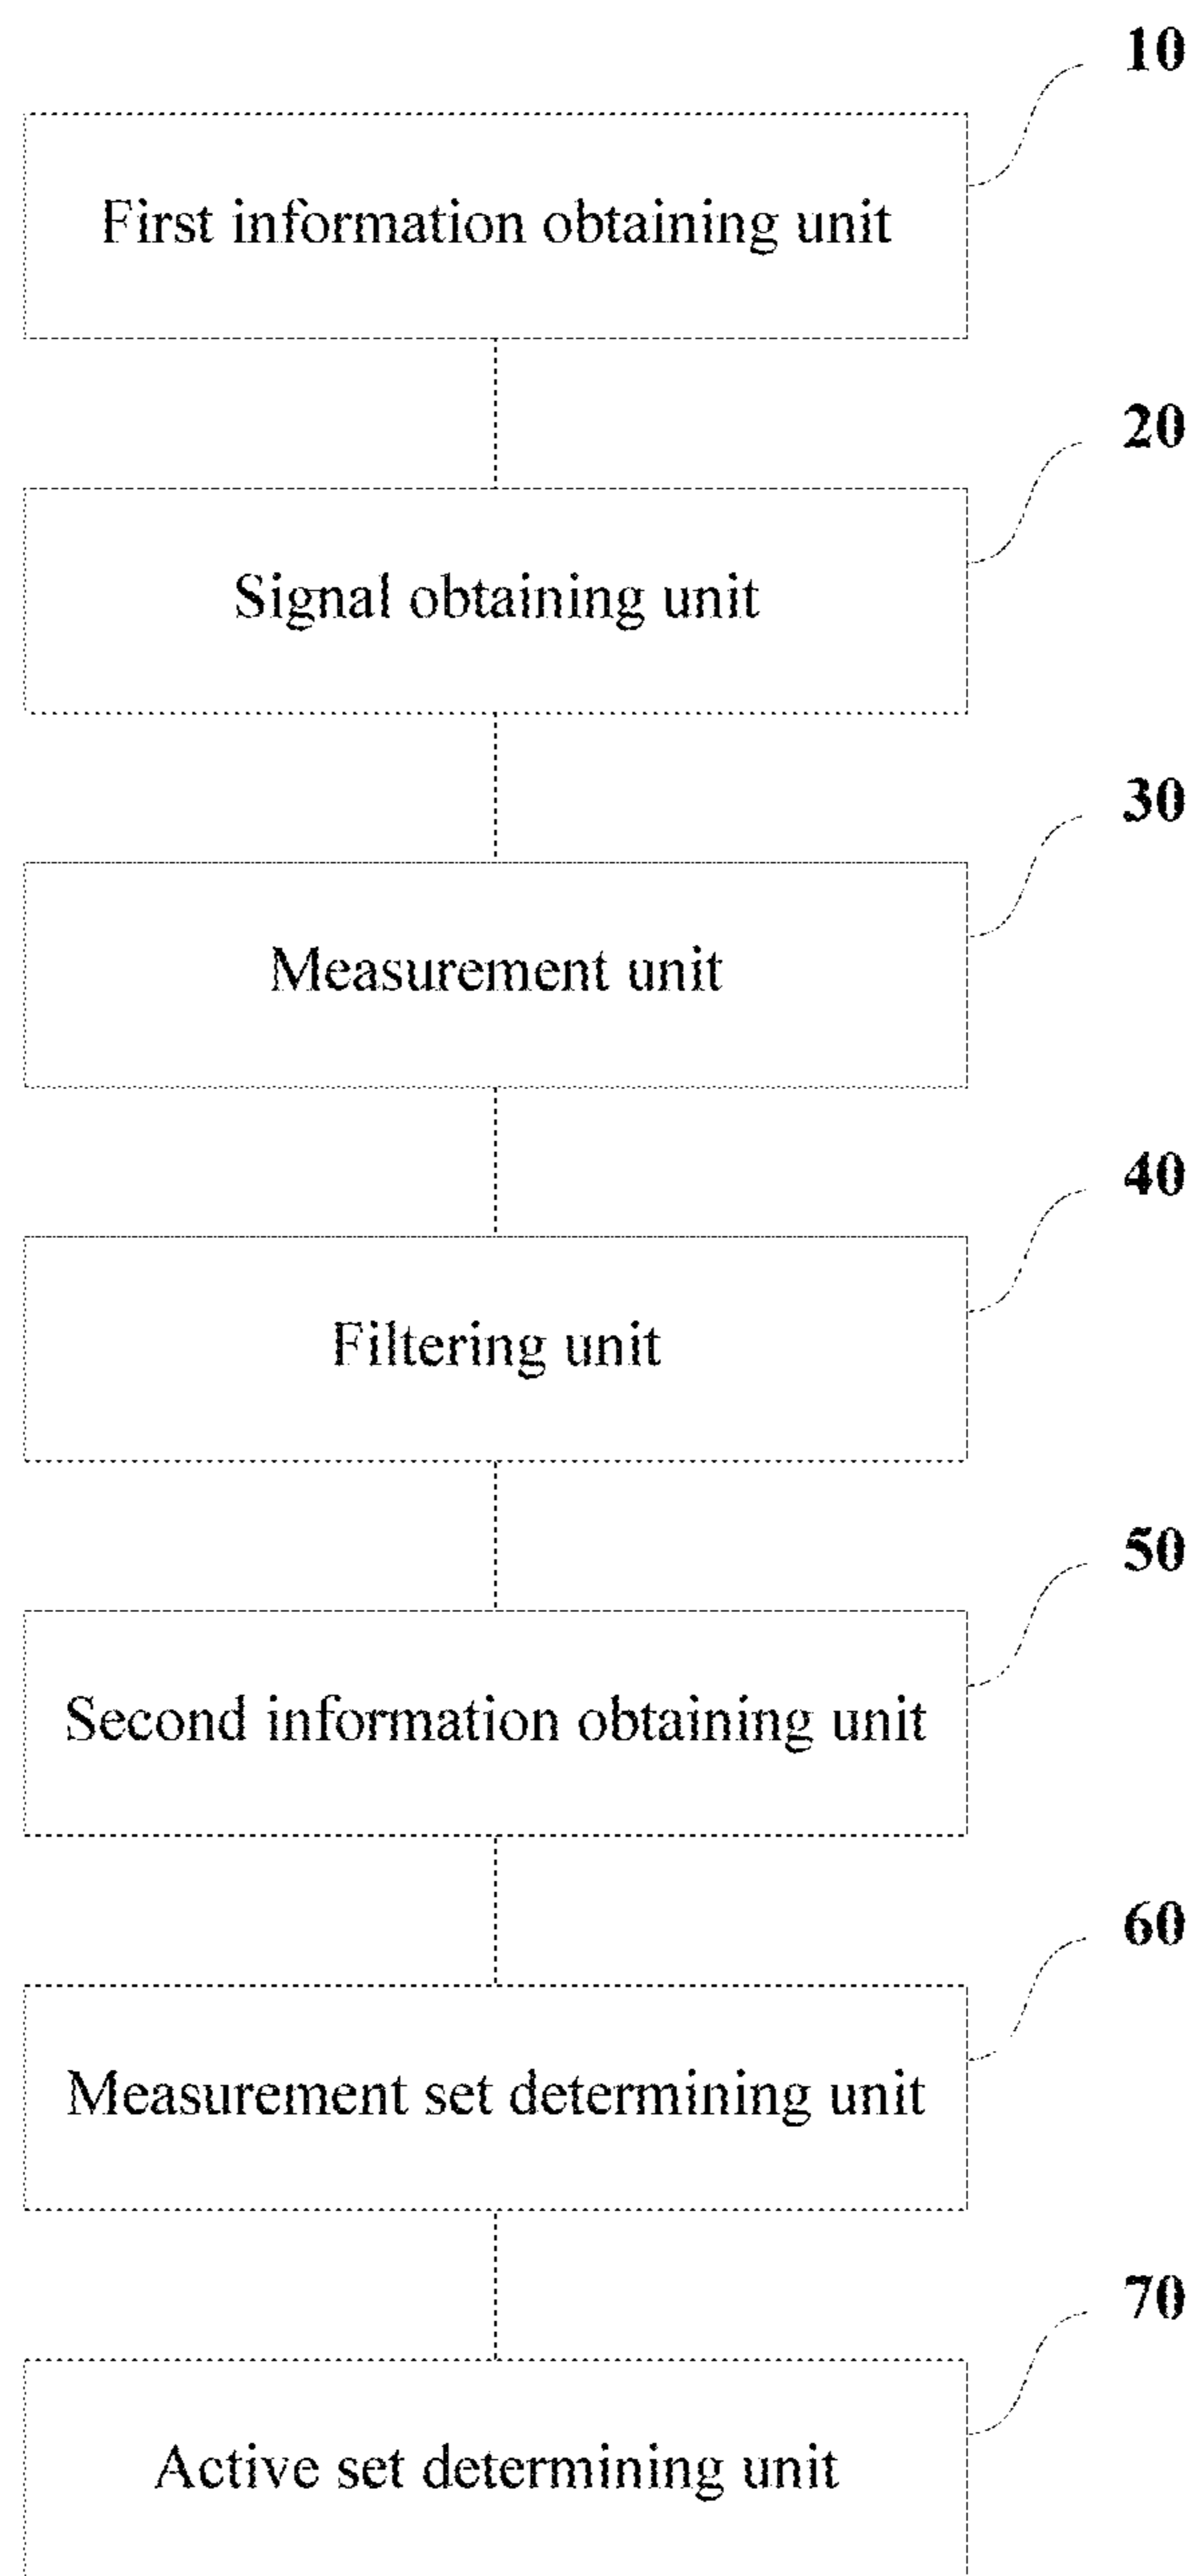 10
First information obtaining unit
20
Signal obtaining unit
30
Measurement unit
40
Filtering unit
50
Second information obtaining unit
60
Measurement set determining unit
70
Active set determining unit